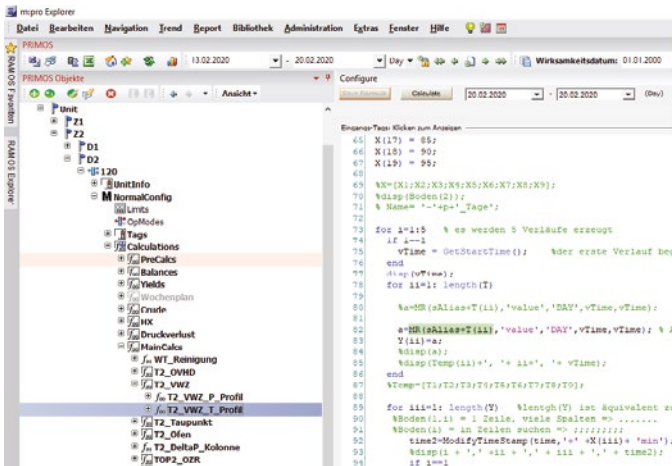 m:pro Explorer
Datei Bearbeiten Navigation Trend Report Bibliothek Administration Extras Fenster Hilfe
PRIMOS
13.02.2020 - 20.02.2020 Day Wirksamkeitsdatum: 01.01.2000
RAMOS Favoriten
RAMOS Explorer
PRIMOS Objekte
Ansicht
Unit
Z1
Z2
D1
D2
120
UnitInfo
NormalConfig
Limits
OpModes
Tags
Calculations
PreCalcs
Balances
Yields
Wochenplan
Crude
HX
Druckverlust
MainCalcs
WT_Reinigung
T2_OVHD
T2_VWZ
T2_VWZ_P_Profil
T2_VWZ_T_Profil
T2_Taupunkt
T2_Ofen
T2_DeltaP_Kolonne
TOP2_OZR
Configure
Calculate 20.02.2020 - 20.02.2020 (Day)
Eingangs-Tags: Klicken zum Anzeigen
65 X(17) = 85;
66 X(18) = 90;
67 X(19) = 95;
68
69 %X=[X1;X2;X3;X4;X5;X6;X7;X8;X9];
70 %disp(Boden(2));
71 % Name= '-'+p+'_Tage';
72
73 for i=1:5 % es werden 5 Verläufe erzeugt
74 if i==1
75 vTime = GetStartTime(); %der erste Verlauf beg
76 end
77 disp(vTime);
78 for ii=1: length(T)
79
80 %a=MR(sAlias+T(ii),'value','DAY',vTime,vTime);
81
82 a=MR(sAlias+T(ii),'value','DAY',vTime,vTime); %
83 Y(ii)=a;
84 %disp(a);
85 %disp(Temp(ii)+', '+ ii+', '+ vTime);
86 end
87 %Temp=[T1;T2;T3;T4;T5;T6;T7;T8;T9];
88
89 for iii=1: length(Y) %lentgh(Y) ist äquivalent z
90 %Boden(1,i) = 1 Zeile, viele Spalten => .......
91 %Boden(i) = in Zeilen suchen => ;;;;;;;;;
92 time2=ModifyTimeStamp(time,'+' +X(iii)+ 'min')
93 %disp(i + ',' +ii + ',' + iii + ',' + time2);
94 if i==1